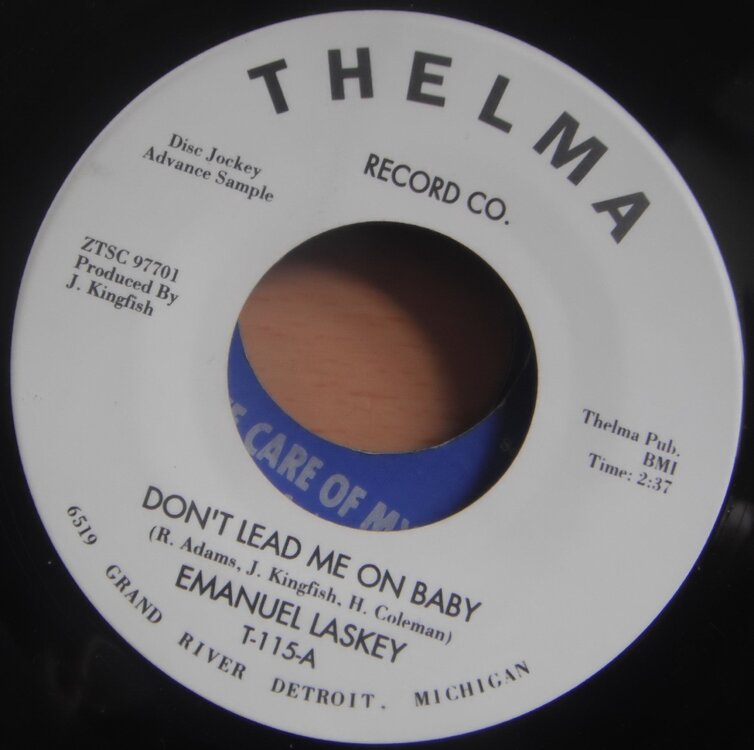 THELMA
RECORD CO.
Disc Jockey
Advance Sample
ZTSC 97701
Produced By
J. Kingfish
Thelma Pub.
BMI
Time: 2:37
CARE OF MY
DON'T LEAD ME ON BABY
(R. Adams, J. Kingfish, H. Coleman)
EMANUEL LASKEY
T-115-A
6519 GRAND RIVER DETROIT. MICHIGAN